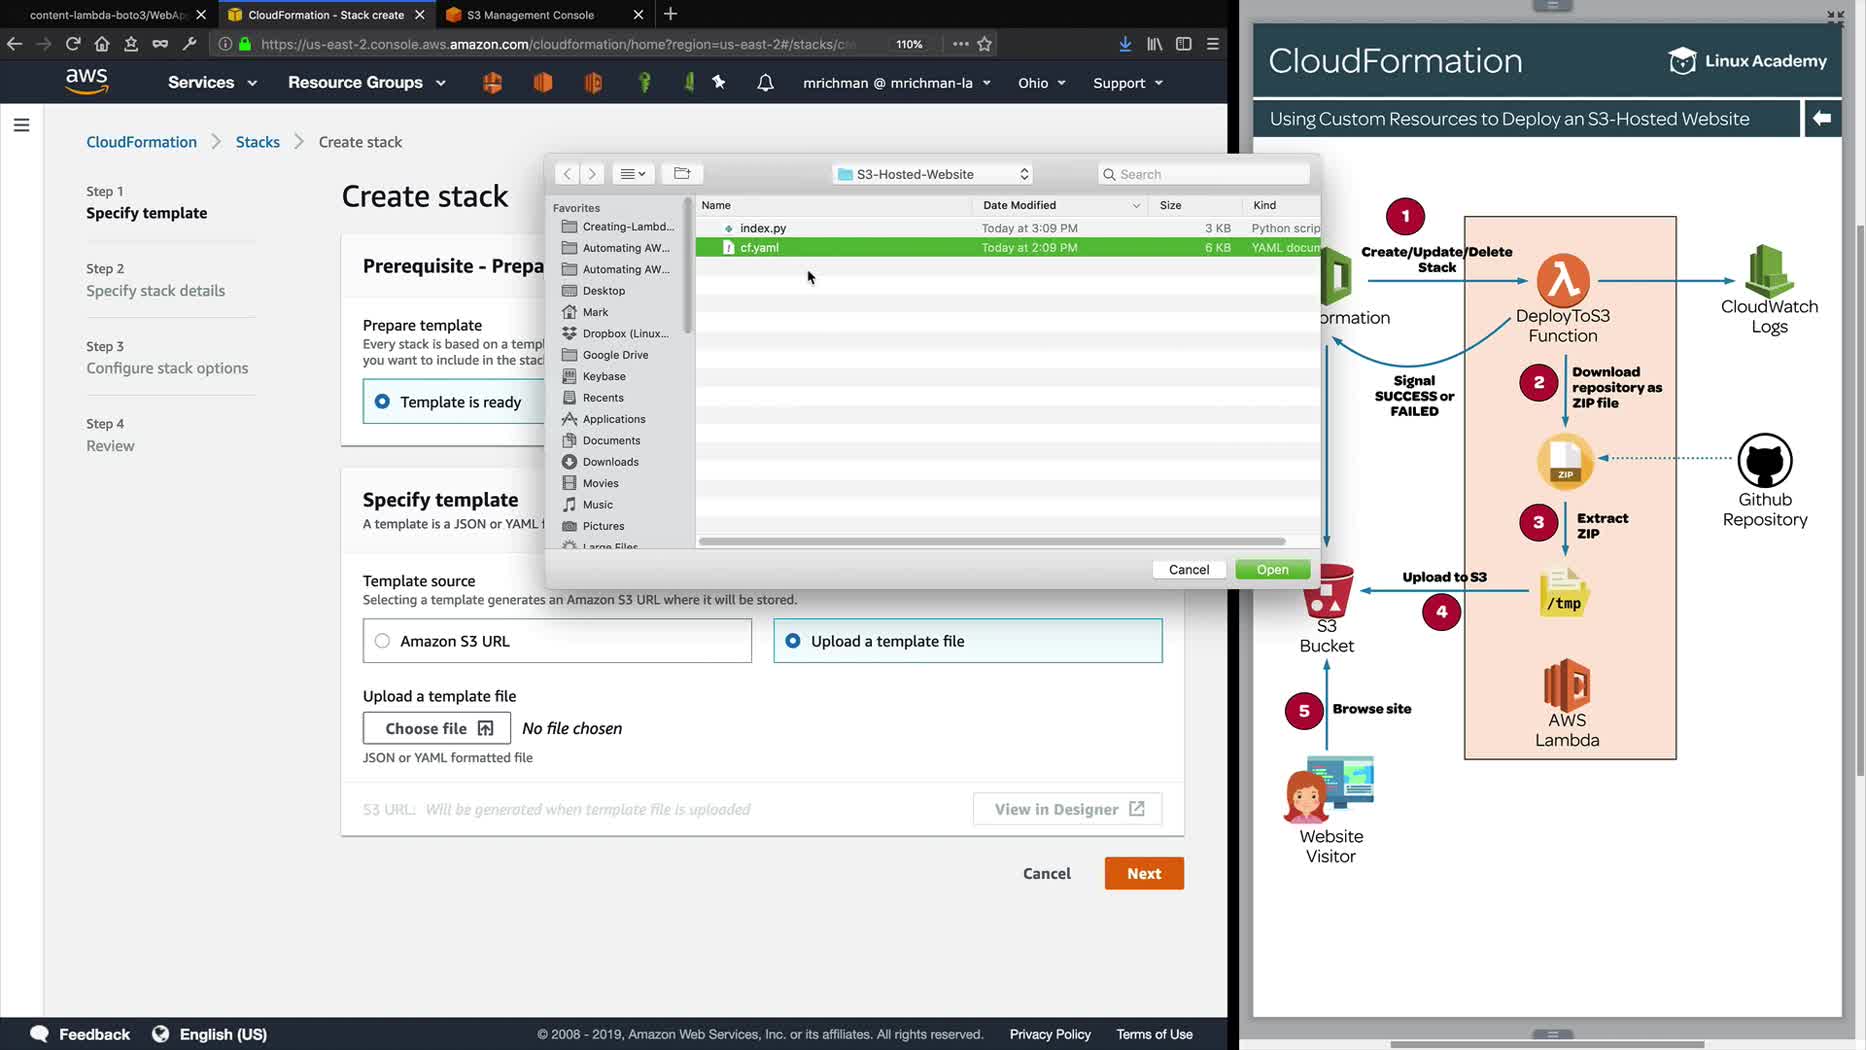 content-lambda-boto3/WebAp
CloudFormation - Stack create
S3 Management Console
https://us-east-2.console.aws.amazon.com/cloudformation/home?region=us-east-2#/stacks/cr
110%
aws
Services
Resource Groups
mrichman @ mrichman-la
Ohio
Support
CloudFormation
Stacks
Create stack
Step 1
Specify template
Step 2
Specify stack details
Step 3
Configure stack options
Step 4
Review
Create stack
Prerequisite - Prepa
Prepare template
Every stack is based on a templ
you want to include in the stac
Template is ready
Specify template
A template is a JSON or YAML f
Template source
Selecting a template generates an Amazon S3 URL where it will be stored.
Amazon S3 URL
Upload a template file
Upload a template file
Choose file
No file chosen
JSON or YAML formatted file
S3 URL: Will be generated when template file is uploaded
View in Designer
Cancel
Next
S3-Hosted-Website
Search
Favorites
Creating-Lambd...
Automating AW...
Automating AW...
Desktop
Mark
Dropbox (Linux...
Google Drive
Keybase
Recents
Applications
Documents
Downloads
Movies
Music
Pictures
Large Files
Name
Date Modified
Size
Kind
index.py
Today at 3:09 PM
3 KB
Python scrip
cf.yaml
Today at 2:09 PM
6 KB
YAML docum
Cancel
Open
Feedback
English (US)
© 2008 - 2019, Amazon Web Services, Inc. or its affiliates. All rights reserved.
Privacy Policy
Terms of Use
CloudFormation
Linux Academy
Using Custom Resources to Deploy an S3-Hosted Website
1
Create/Update/Delete
Stack
ormation
DeployToS3
Function
CloudWatch
Logs
Signal
SUCCESS or
FAILED
2
Download
repository as
ZIP file
ZIP
Github
Repository
3
Extract
ZIP
Upload to S3
4
/tmp
S3
Bucket
AWS
Lambda
5
Browse site
Website
Visitor